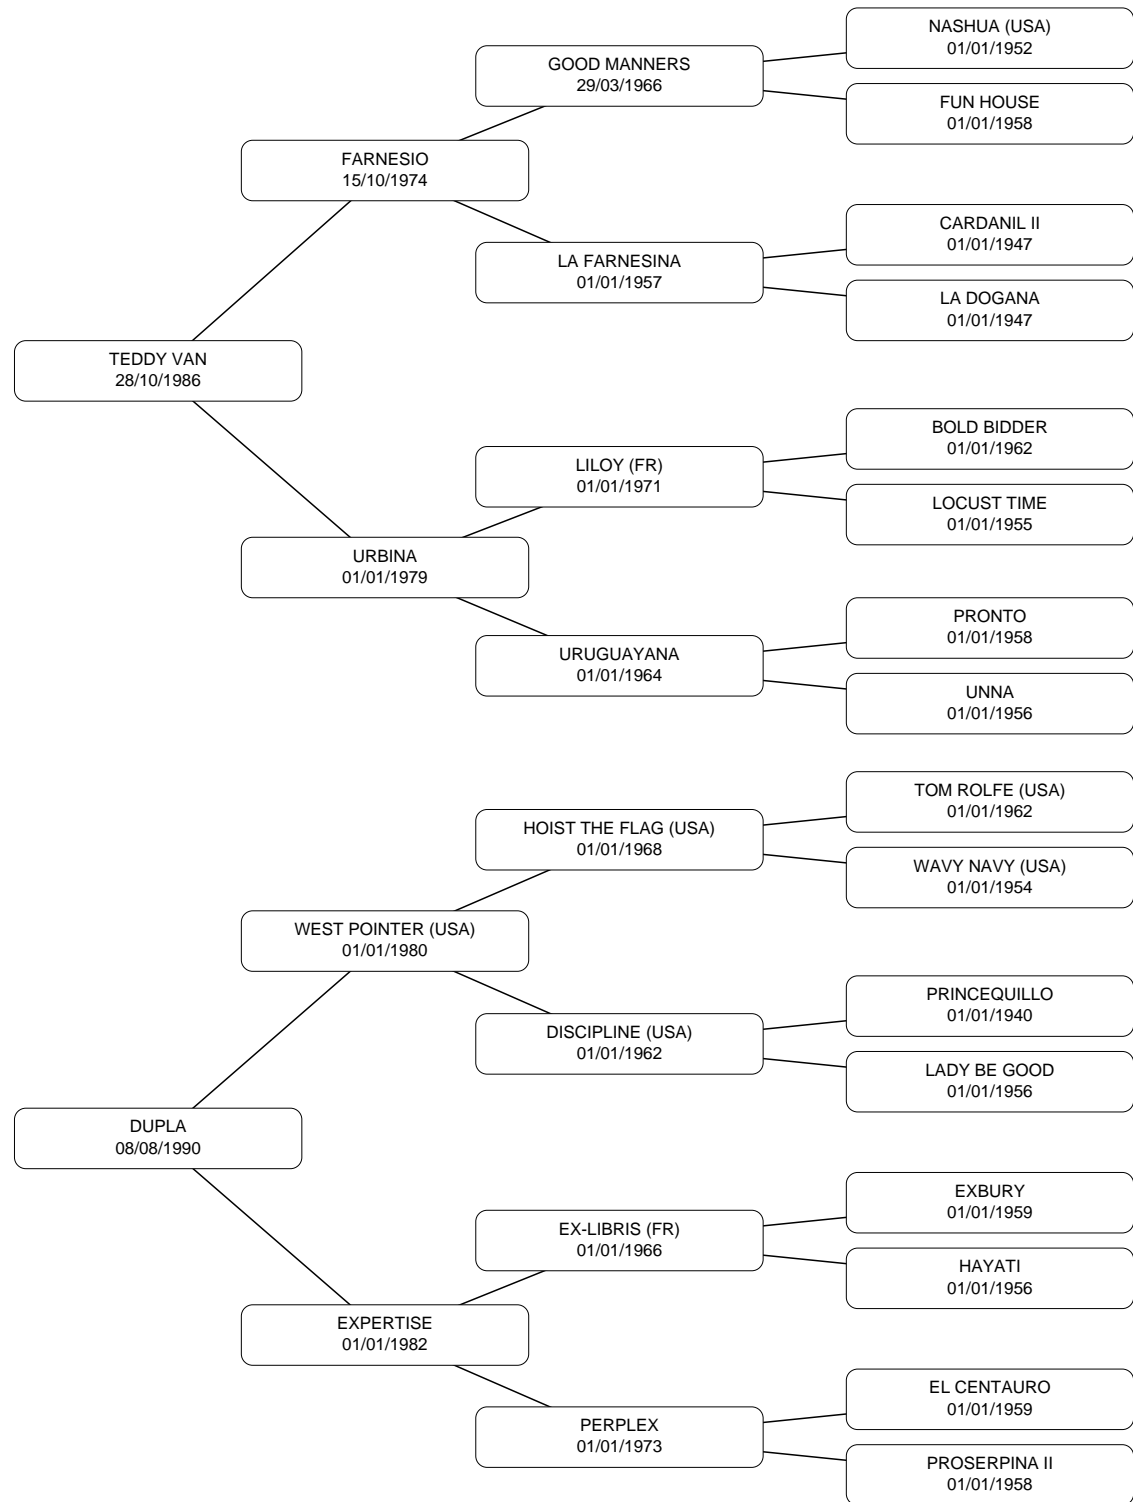 NASHUA (USA)
01/01/1952
GOOD MANNERS
29/03/1966
FUN HOUSE
01/01/1958
FARNESIO
15/10/1974
CARDANIL II
01/01/1947
LA FARNESINA
01/01/1957
LA DOGANA
01/01/1947
TEDDY VAN
28/10/1986
BOLD BIDDER
01/01/1962
LILOY (FR)
01/01/1971
LOCUST TIME
01/01/1955
URBINA
01/01/1979
PRONTO
01/01/1958
URUGUAYANA
01/01/1964
UNNA
01/01/1956
TOM ROLFE (USA)
01/01/1962
HOIST THE FLAG (USA)
01/01/1968
WAVY NAVY (USA)
01/01/1954
WEST POINTER (USA)
01/01/1980
PRINCEQUILLO
01/01/1940
DISCIPLINE (USA)
01/01/1962
LADY BE GOOD
01/01/1956
DUPLA
08/08/1990
EXBURY
01/01/1959
EX-LIBRIS (FR)
01/01/1966
HAYATI
01/01/1956
EXPERTISE
01/01/1982
EL CENTAURO
01/01/1959
PERPLEX
01/01/1973
PROSERPINA II
01/01/1958